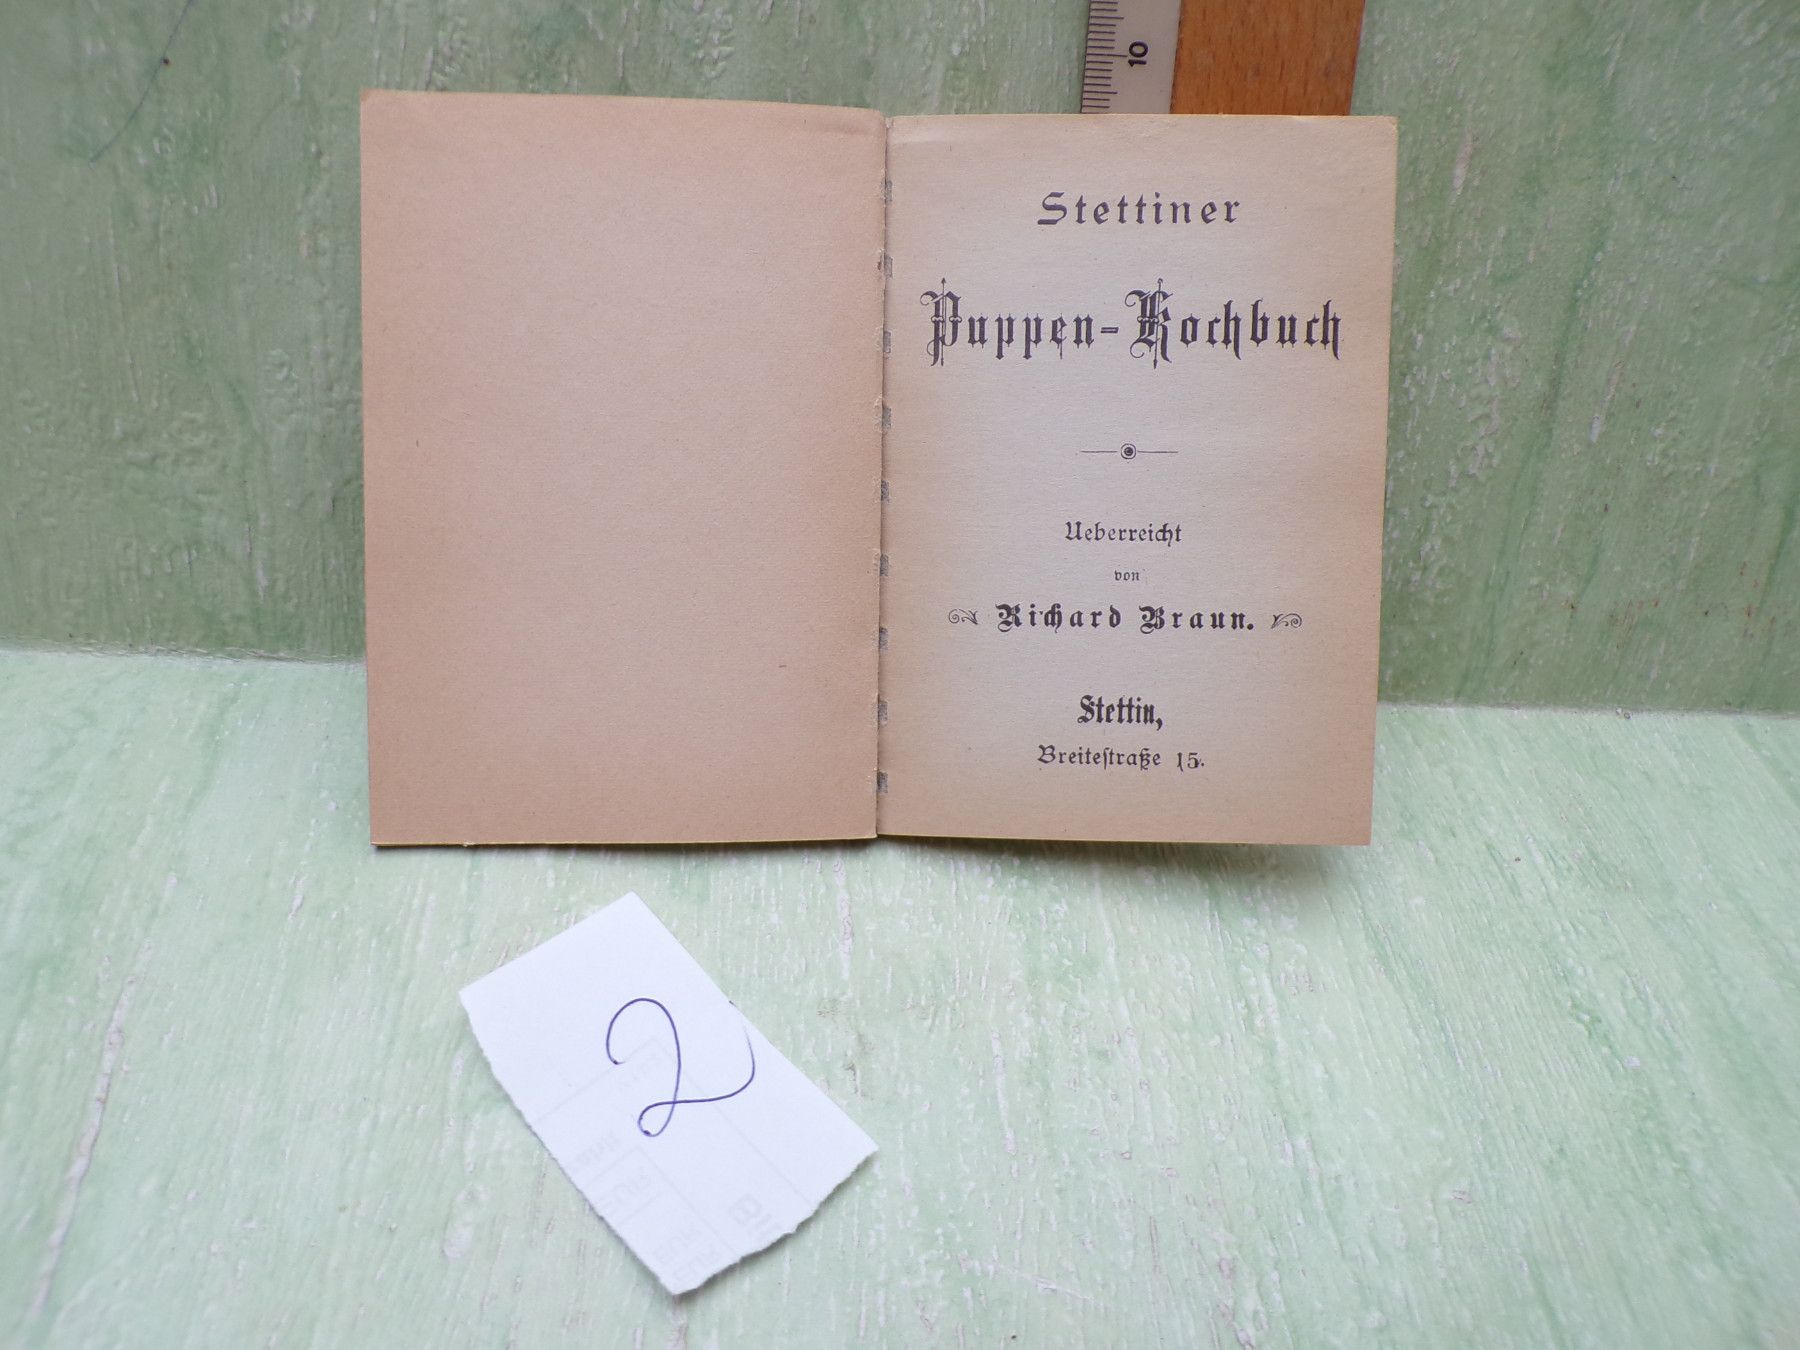 10
Stettiner
Puppen-Kochbuch
Ueberreicht
von
Richard Braun.
Stettin,
Breitestraße 15.
2